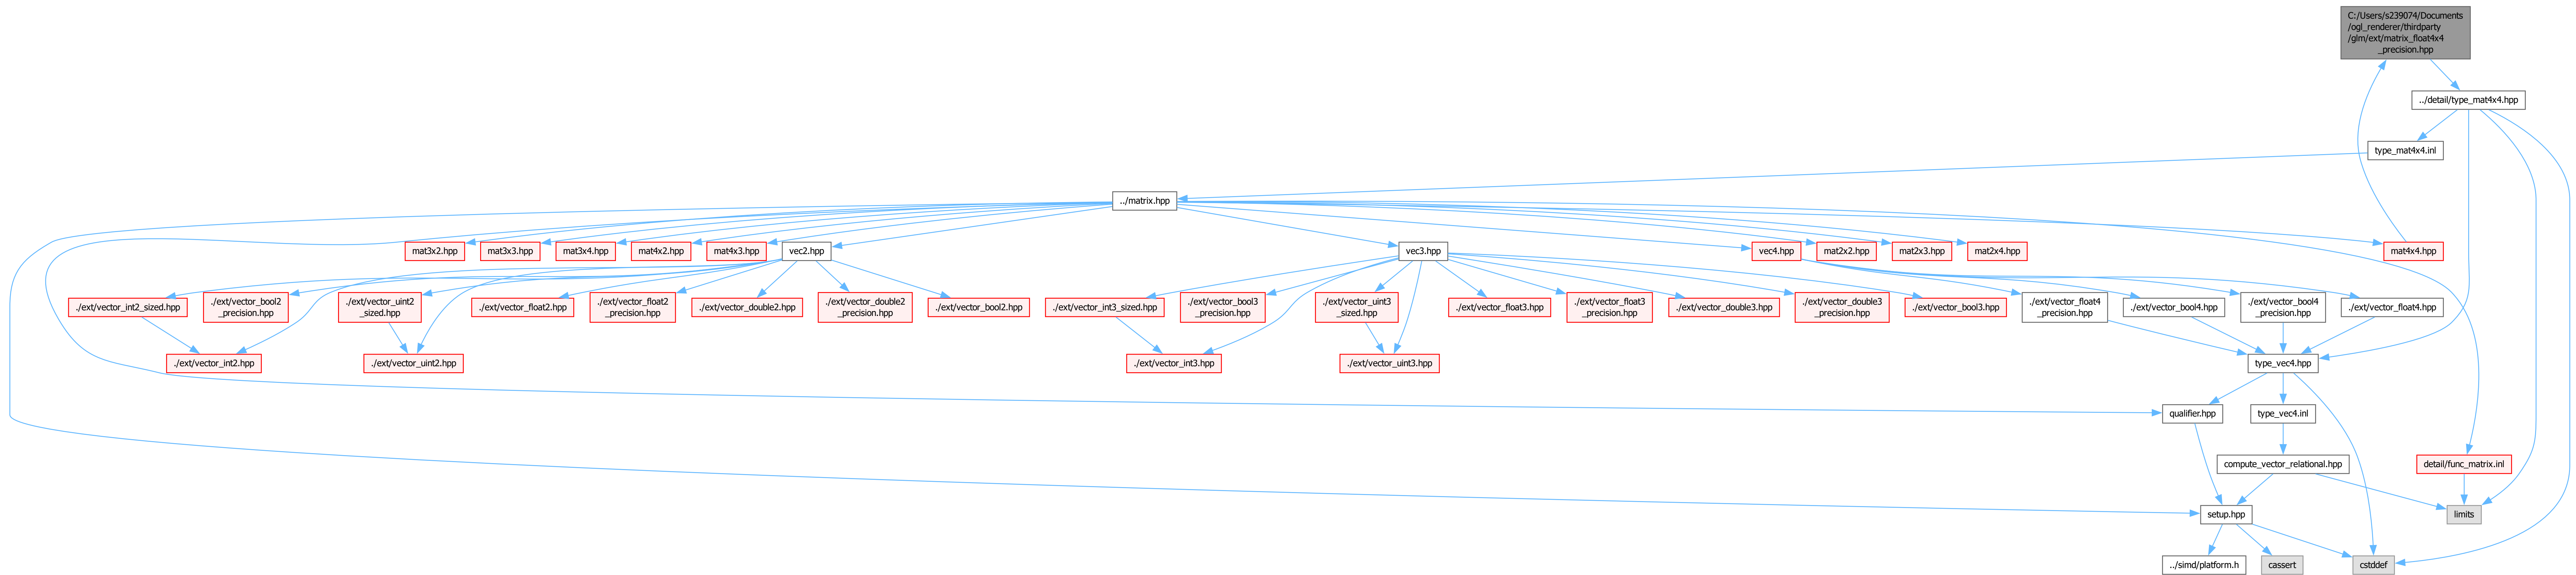 C:/Users/s239074/Documents
/ogl_renderer/thirdparty
/glm/ext/matrix_float4x4
_precision.hpp
../detail/type_mat4x4.hpp
type_mat4x4.inl
../matrix.hpp
mat3x2.hpp
mat3x3.hpp
mat3x4.hpp
mat4x2.hpp
mat4x3.hpp
vec2.hpp
vec3.hpp
vec4.hpp
mat2x2.hpp
mat2x3.hpp
mat2x4.hpp
mat4x4.hpp
./ext/vector_int2_sized.hpp
./ext/vector_bool2
_precision.hpp
./ext/vector_uint2
_sized.hpp
./ext/vector_float2.hpp
./ext/vector_float2
_precision.hpp
./ext/vector_double2.hpp
./ext/vector_double2
_precision.hpp
./ext/vector_bool2.hpp
./ext/vector_int3_sized.hpp
./ext/vector_bool3
_precision.hpp
./ext/vector_uint3
_sized.hpp
./ext/vector_float3.hpp
./ext/vector_float3
_precision.hpp
./ext/vector_double3.hpp
./ext/vector_double3
_precision.hpp
./ext/vector_bool3.hpp
./ext/vector_float4
_precision.hpp
./ext/vector_bool4.hpp
./ext/vector_bool4
_precision.hpp
./ext/vector_float4.hpp
./ext/vector_int2.hpp
./ext/vector_uint2.hpp
./ext/vector_int3.hpp
./ext/vector_uint3.hpp
type_vec4.hpp
qualifier.hpp
type_vec4.inl
compute_vector_relational.hpp
detail/func_matrix.inl
setup.hpp
limits
../simd/platform.h
cassert
cstddef